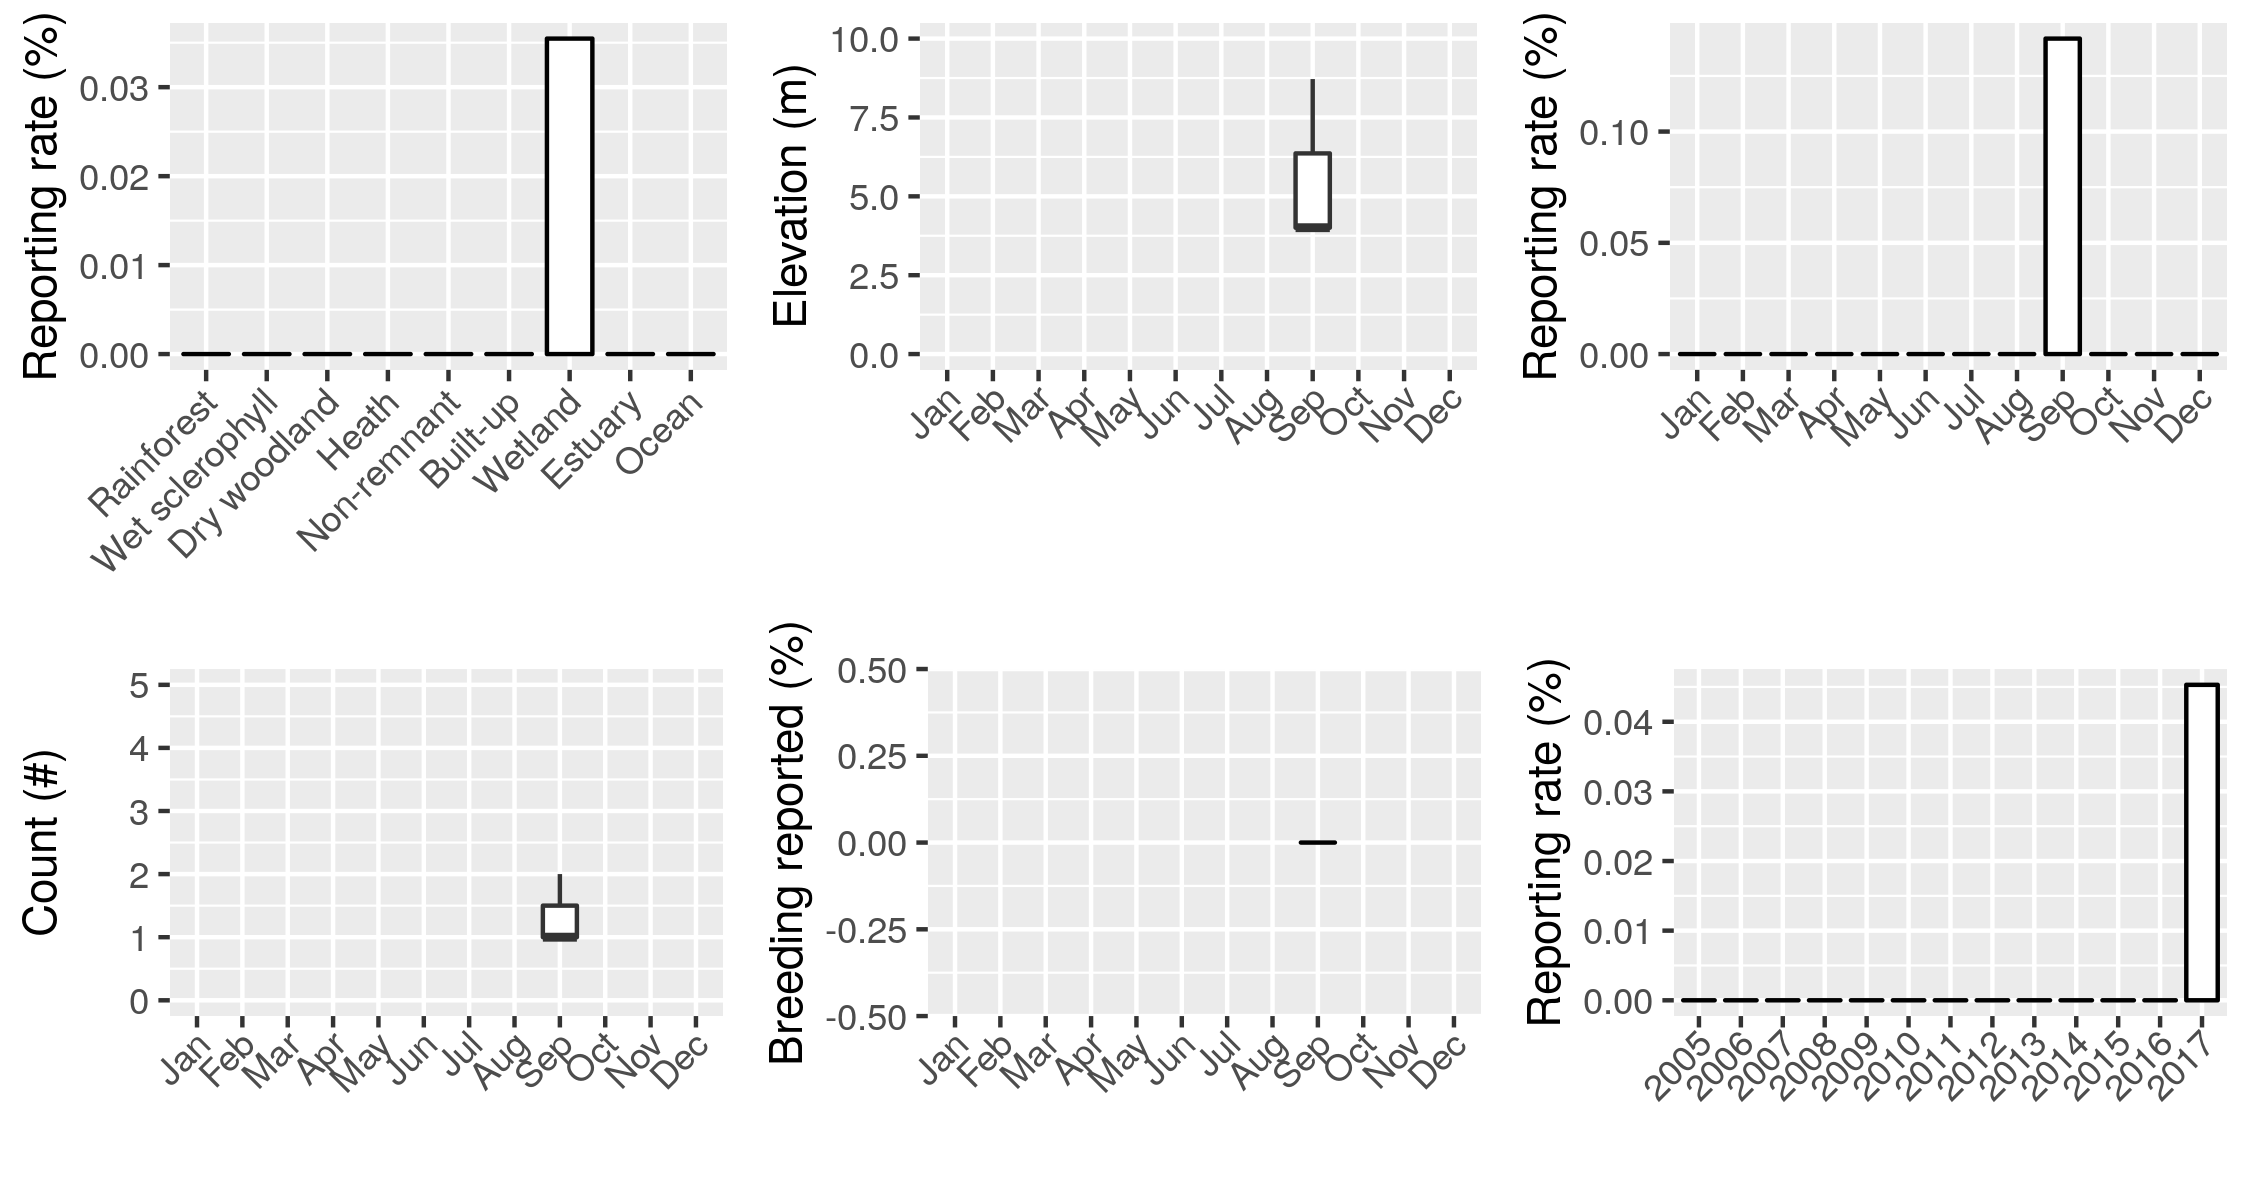 Reporting rate (%)
0.03
0.02
0.01
0.00
Rainforest
Wet sclerophyll
Dry woodland
Heath
Non-remnant
Built-up
Wetland
Estuary
Ocean
Elevation (m)
10.0
7.5
5.0
2.5
0.0
Jan
Feb
Mar
Apr
May
Jun
Jul
Aug
Sep
Oct
Nov
Dec
Reporting rate (%)
0.10
0.05
0.00
Jan
Feb
Mar
Apr
May
Jun
Jul
Aug
Sep
Oct
Nov
Dec
Count (#)
5
4
3
2
1
0
Jan
Feb
Mar
Apr
May
Jun
Jul
Aug
Sep
Oct
Nov
Dec
Breeding reported (%)
0.50
0.25
0.00
-0.25
-0.50
Jan
Feb
Mar
Apr
May
Jun
Jul
Aug
Sep
Oct
Nov
Dec
Reporting rate (%)
0.04
0.03
0.02
0.01
0.00
2005
2006
2007
2008
2009
2010
2011
2012
2013
2014
2015
2016
2017